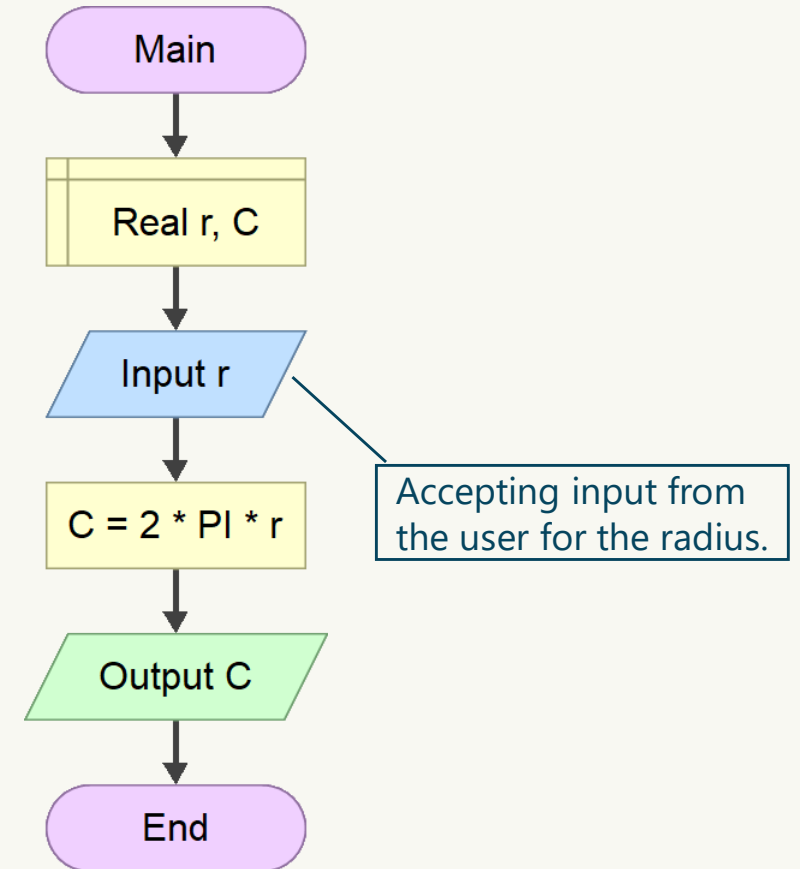 Main
Real r, C
Input r
Accepting input from
the user for the radius.
C = 2 * PI * r
Output C
End